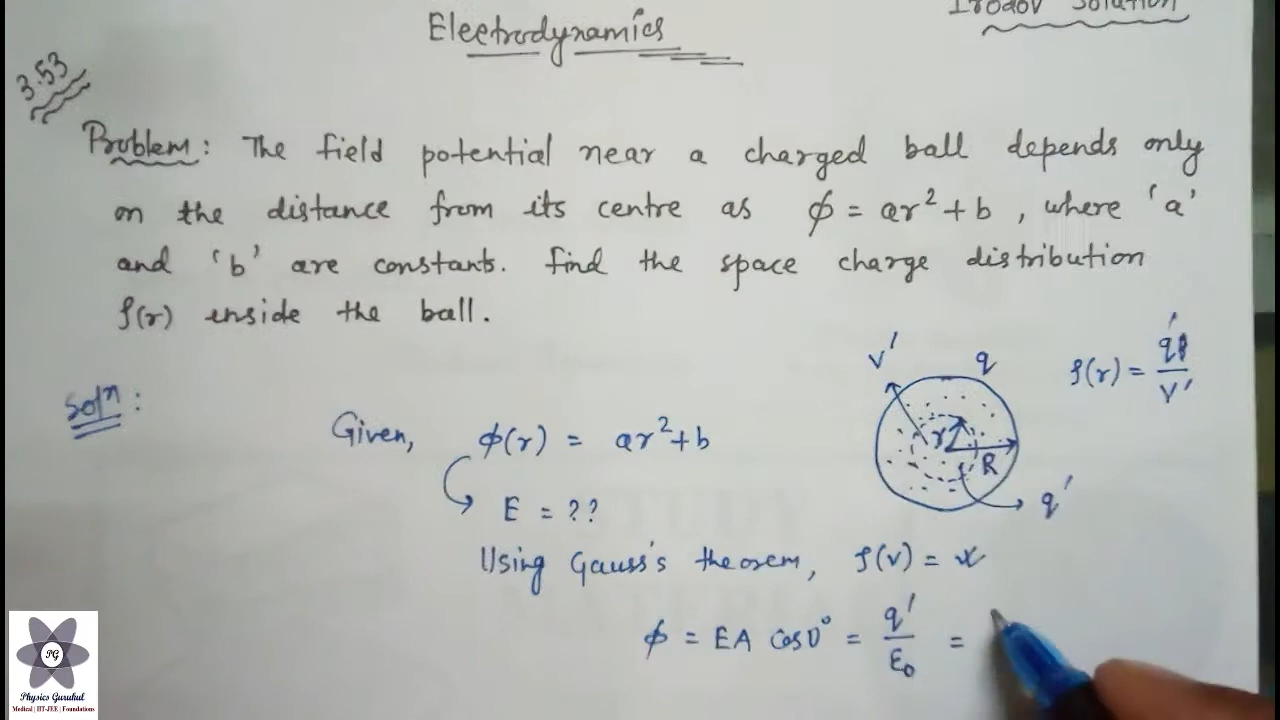 Electrodynamics
Irodov Solution
3.53
Problem: The field potential near a charged ball depends only
on the distance from its centre as ϕ = ar² + b, where 'a'
and 'b' are constants. Find the space charge distribution
ρ(r) inside the ball.
Solⁿ:
Given, ϕ(r) = ar² + b
E = ??
Using Gauss's theorem, ρ(v) = x
ϕ = EA cos0° = q'/ε₀ =
V' q
r R
q'
ρ(r) = q'/V'
PG
Physics Gurukul
Medical | IIT-JEE | Foundations